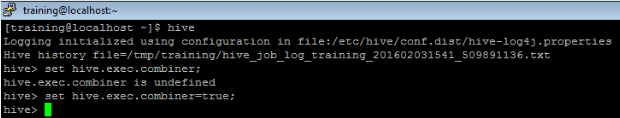 training@localhost:~
[training@localhost ~]$ hive
Logging initialized using configuration in file:/etc/hive/conf.dist/hive-log4j.properties
Hive history file=/tmp/training/hive_job_log_training_201602031541_509891136.txt
hive> set hive.exec.combiner;
hive.exec.combiner is undefined
hive> set hive.exec.combiner=true;
hive>